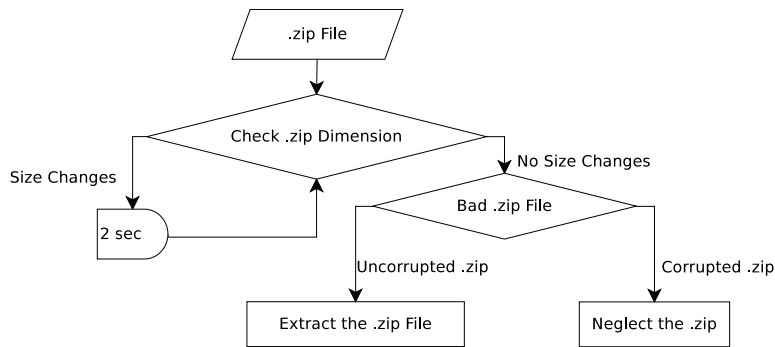 .zip File
Check .zip Dimension
Size Changes
No Size Changes
2 sec
Bad .zip File
Uncorrupted .zip
Corrupted .zip
Extract the .zip File
Neglect the .zip